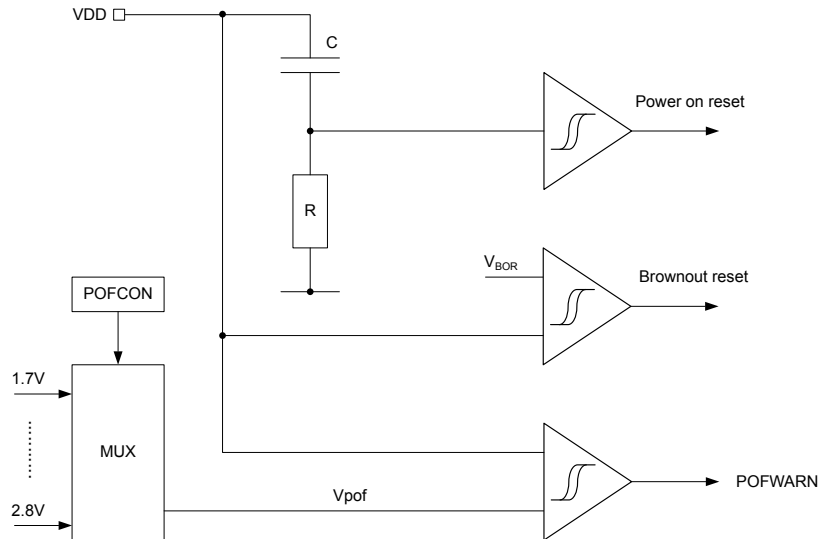 VDD
C
Power on reset
R
V_BOR
Brownout reset
POFCON
1.7V
MUX
Vpof
POFWARN
2.8V